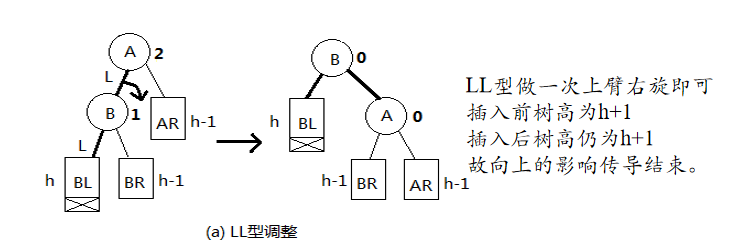 A 2
L
B 1
AR h-1
L
h BL
BR h-1
B 0
h BL
A 0
h-1 BR
AR h-1
(a) LL型调整
LL型做一次上臂右旋即可
插入前树高为h+1
插入后树高仍为h+1
故向上的影响传导结束。